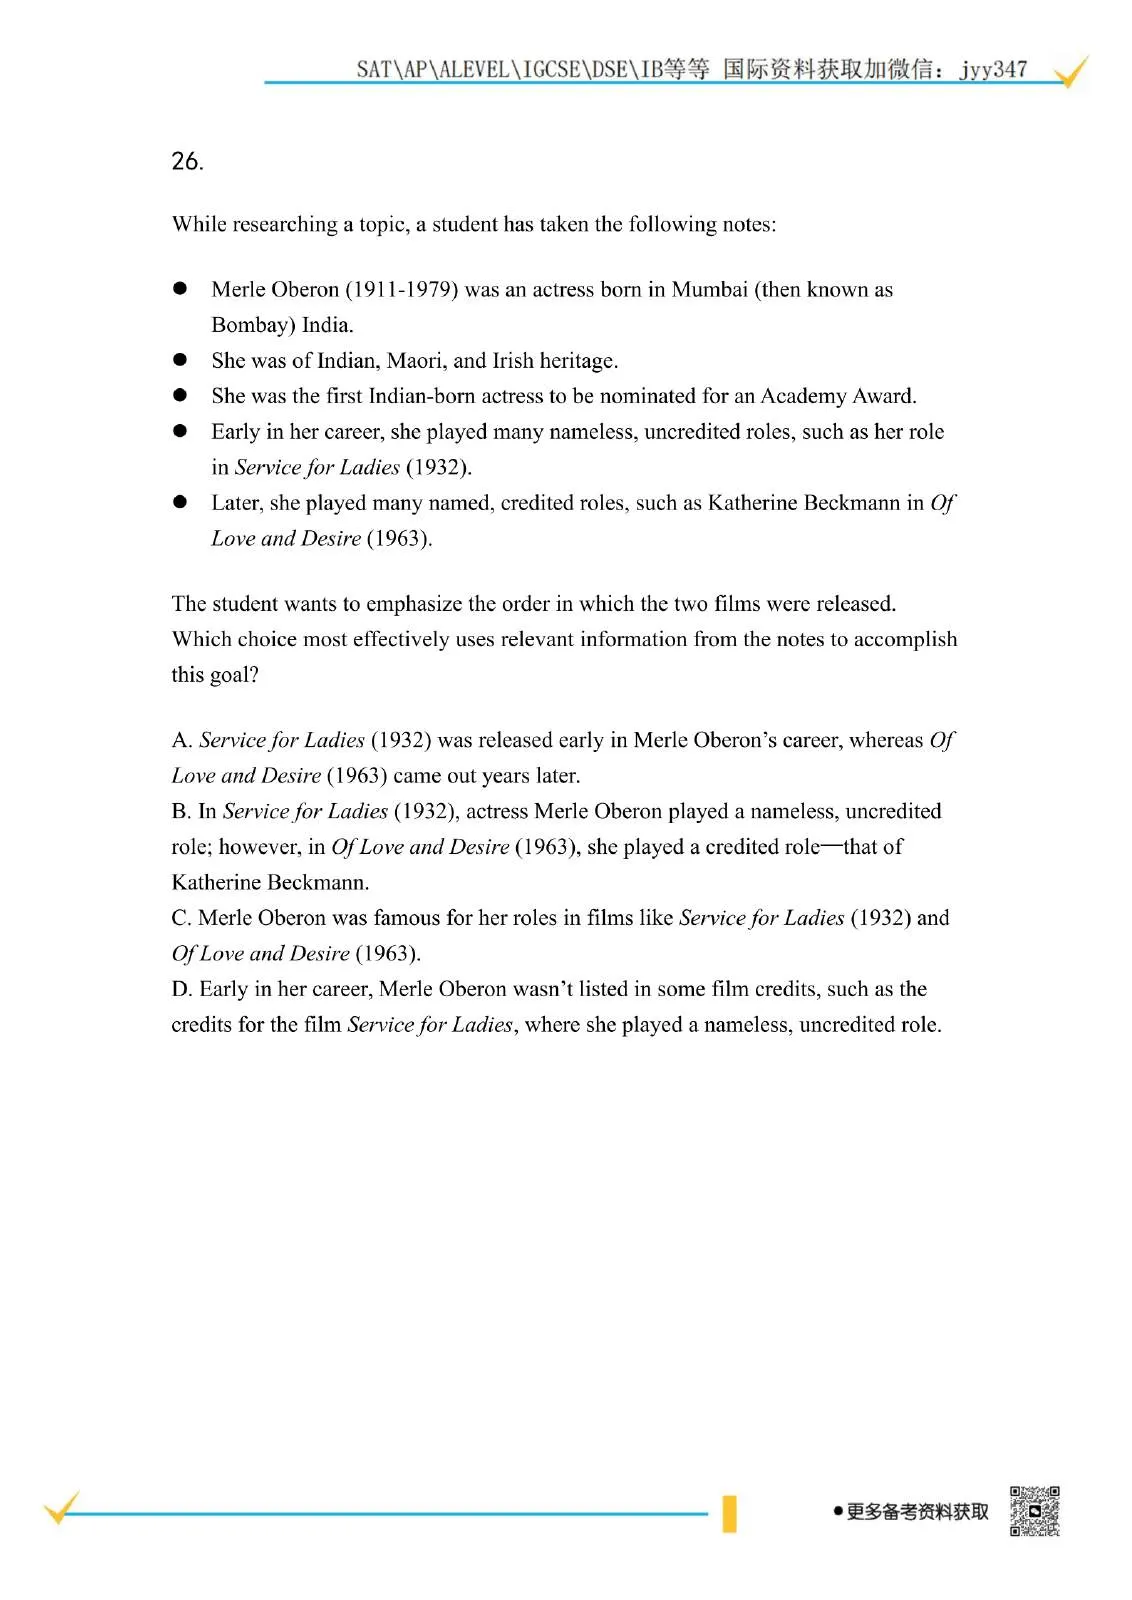 SAT\AP\ALEVEL\IGCSE\DSE\IB等等 国际资料获取加微信：jyy347
26.
While researching a topic, a student has taken the following notes:
● Merle Oberon (1911-1979) was an actress born in Mumbai (then known as
Bombay) India.
● She was of Indian, Maori, and Irish heritage.
● She was the first Indian-born actress to be nominated for an Academy Award.
● Early in her career, she played many nameless, uncredited roles, such as her role
in Service for Ladies (1932).
● Later, she played many named, credited roles, such as Katherine Beckmann in Of
Love and Desire (1963).
The student wants to emphasize the order in which the two films were released.
Which choice most effectively uses relevant information from the notes to accomplish
this goal?
A. Service for Ladies (1932) was released early in Merle Oberon’s career, whereas Of
Love and Desire (1963) came out years later.
B. In Service for Ladies (1932), actress Merle Oberon played a nameless, uncredited
role; however, in Of Love and Desire (1963), she played a credited role—that of
Katherine Beckmann.
C. Merle Oberon was famous for her roles in films like Service for Ladies (1932) and
Of Love and Desire (1963).
D. Early in her career, Merle Oberon wasn’t listed in some film credits, such as the
credits for the film Service for Ladies, where she played a nameless, uncredited role.
●更多备考资料获取